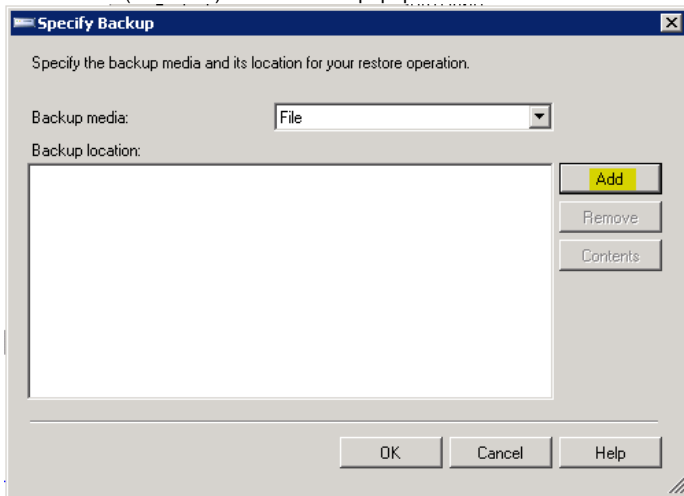 Specify Backup
Specify the backup media and its location for your restore operation.
Backup media:
File
Backup location:
Add
Remove
Contents
OK
Cancel
Help